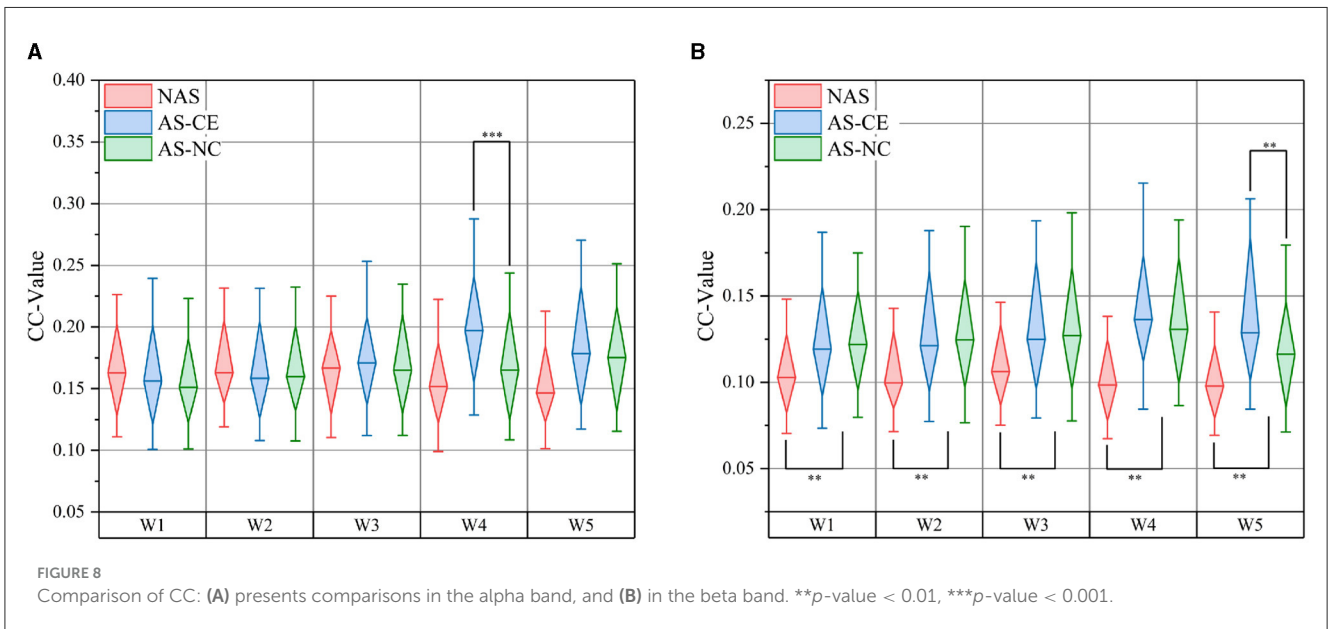 A
B
CC-Value
0.40
0.35
0.30
0.25
0.20
0.15
0.10
0.05
NAS
AS-CE
AS-NC
***
W1 W2 W3 W4 W5
CC-Value
0.25
0.20
0.15
0.10
0.05
NAS
AS-CE
AS-NC
**
** ** ** ** **
W1 W2 W3 W4 W5
FIGURE 8
Comparison of CC: (A) presents comparisons in the alpha band, and (B) in the beta band. **p-value < 0.01, ***p-value < 0.001.